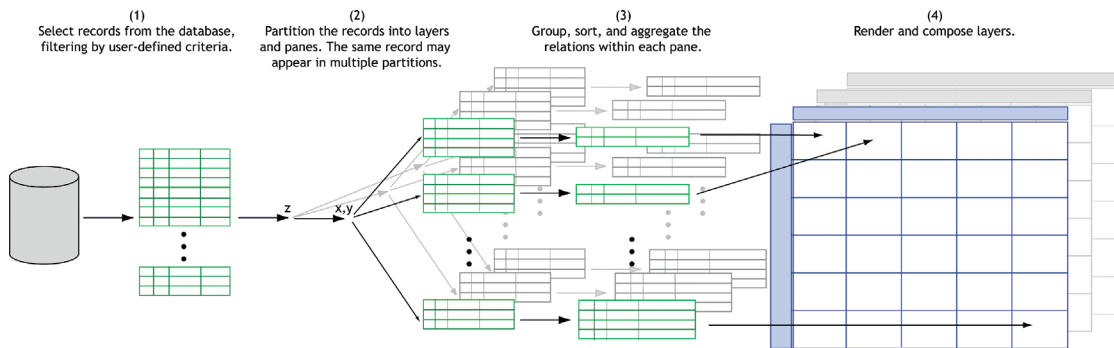 (1)
Select records from the database,
filtering by user-defined criteria.
(2)
Partition the records into layers
and panes. The same record may
appear in multiple partitions.
(3)
Group, sort, and aggregate the
relations within each pane.
(4)
Render and compose layers.
z
x,y